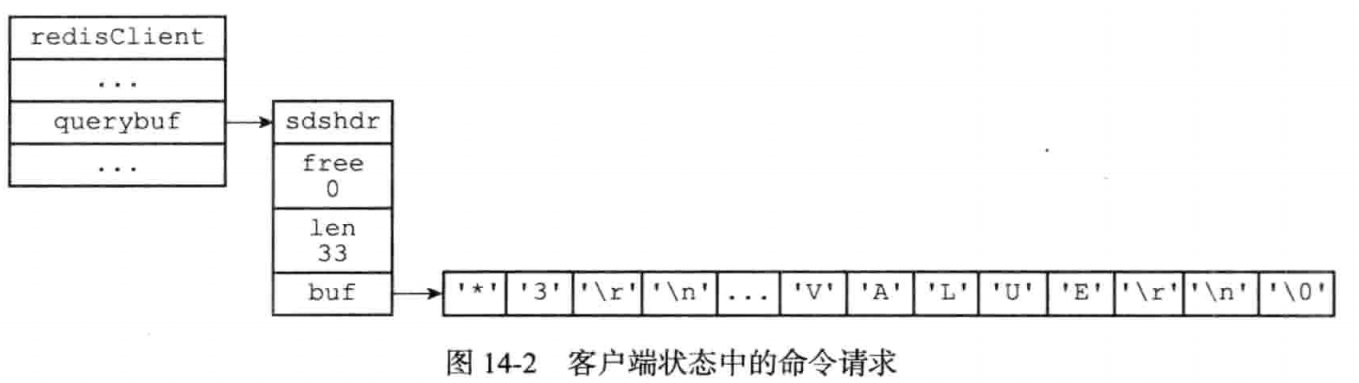 redisClient
...
querybuf
...
sdshdr
free
0
len
33
buf
'*' '3' '\r' '\n' ... 'V' 'A' 'L' 'U' 'E' '\r' '\n' '\0'
图 14-2 客户端状态中的命令请求